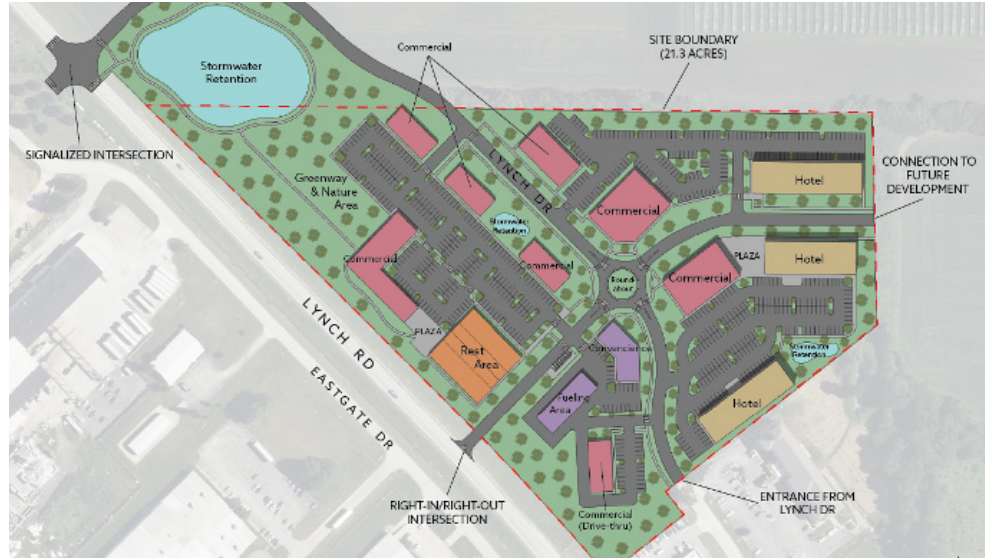 Commercial
SITE BOUNDARY
(21.3 ACRES)
Stormwater
Retention
SIGNALIZED INTERSECTION
LYNCH DR
CONNECTION TO
FUTURE
DEVELOPMENT
Greenway
& Nature
Area
Hotel
Commercial
Stormwater
Retention
Commercial
Commercial
PLAZA
Hotel
Commercial
Round-
about
LYNCH RD
PLAZA
Rest
Area
Convencience
Stormwater
Retention
EASTGATE DR
Fueling
Area
Hotel
RIGHT-IN/RIGHT-OUT
INTERSECTION
Commercial
(Drive-thru)
ENTRANCE FROM
LYNCH DR